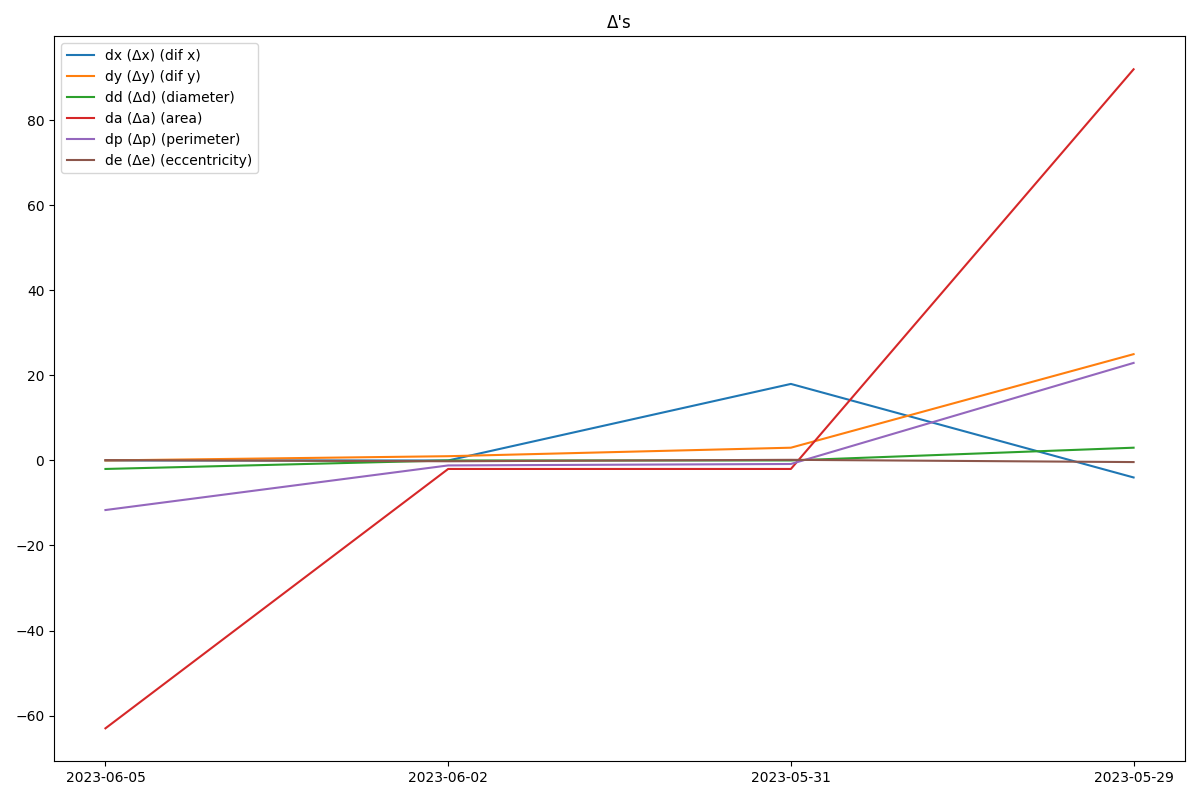 Δ's
dx (Δx) (dif x)
dy (Δy) (dif y)
dd (Δd) (diameter)
da (Δa) (area)
dp (Δp) (perimeter)
de (Δe) (eccentricity)
80
60
40
20
0
−20
−40
−60
2023-06-05 2023-06-02 2023-05-31 2023-05-29